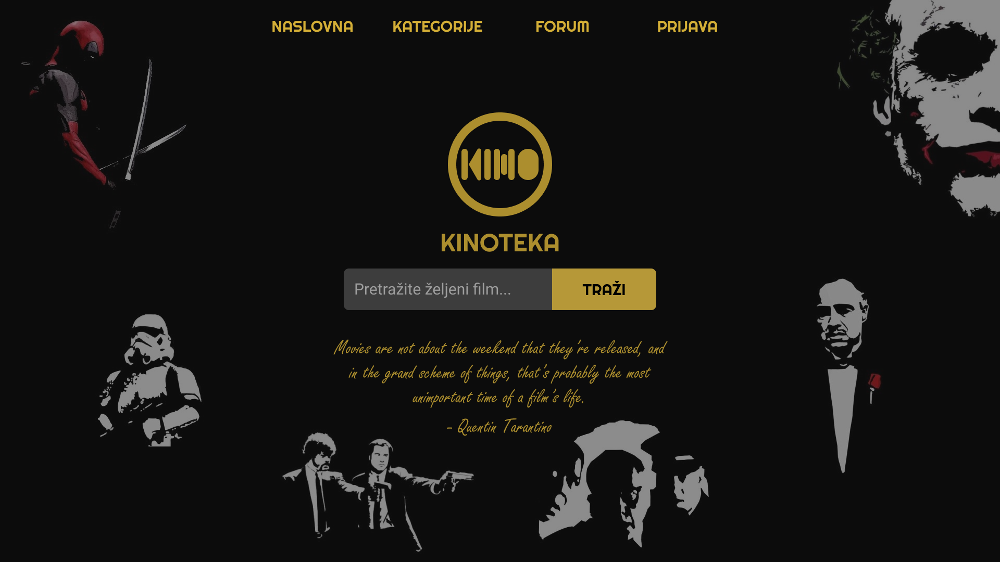 NASLOVNA KATEGORIJE FORUM PRIJAVA
KINO
KINOTEKA
Pretražite željeni film...
TRAŽI
Movies are not about the weekend that they're released, and
in the grand scheme of things, that's probably the most
unimportant time of a film's life.
- Quentin Tarantino